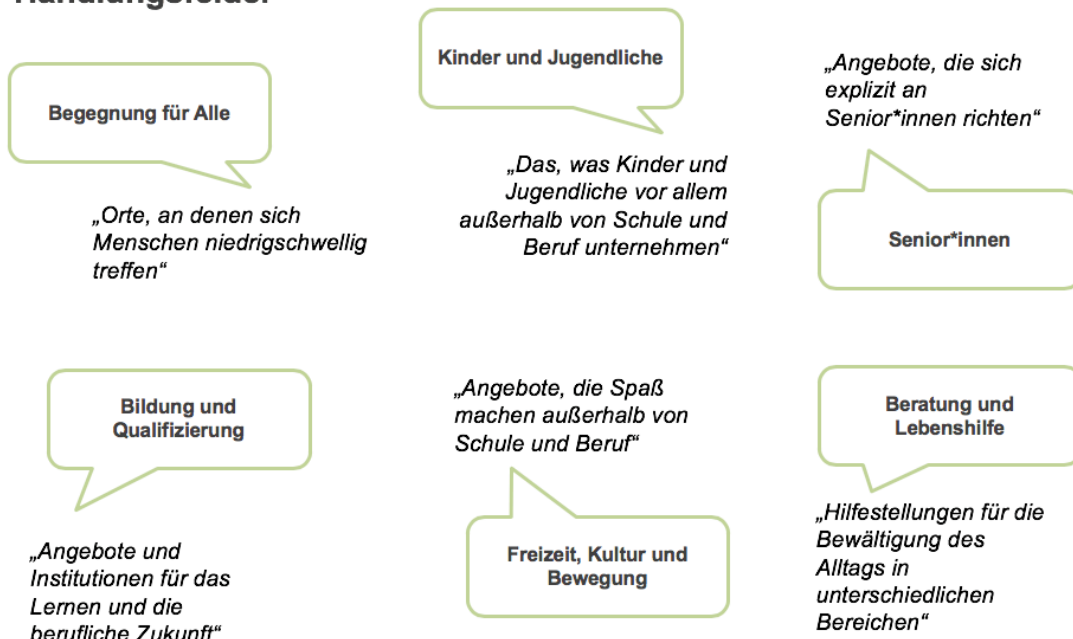 Handlungsfelder
Begegnung für Alle
„Orte, an denen sich
Menschen niedrigschwellig
treffen“
Kinder und Jugendliche
„Das, was Kinder und
Jugendliche vor allem
außerhalb von Schule und
Beruf unternehmen“
„Angebote, die sich
explizit an
Senior*innen richten“
Senior*innen
Bildung und
Qualifizierung
„Angebote und
Institutionen für das
Lernen und die
berufliche Zukunft“
„Angebote, die Spaß
machen außerhalb von
Schule und Beruf“
Freizeit, Kultur und
Bewegung
Beratung und
Lebenshilfe
„Hilfestellungen für die
Bewältigung des
Alltags in
unterschiedlichen
Bereichen“